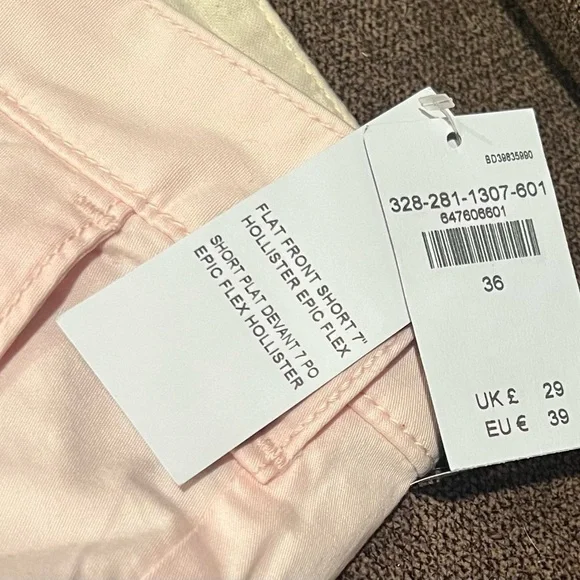 FLAT FRONT SHORT 7"
HOLLISTER EPIC FLEX
SHORT PLAT DEVANT 7 PO
EPIC FLEX HOLLISTER
BD39835990
328-281-1307-601
647606601
36
UK £ 29
EU € 39